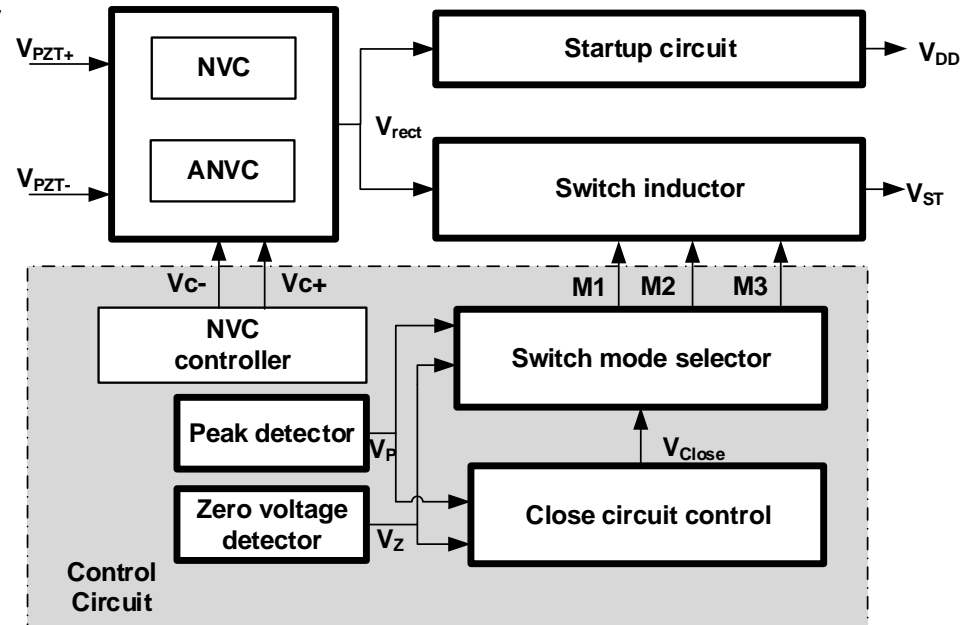 V_PZT+
NVC
ANVC
V_PZT-
V_rect
Startup circuit
V_DD
Switch inductor
V_ST
Vc-
Vc+
M1
M2
M3
NVC
controller
Switch mode selector
Peak detector
V_P
V_Close
Zero voltage
detector
V_Z
Close circuit control
Control
Circuit